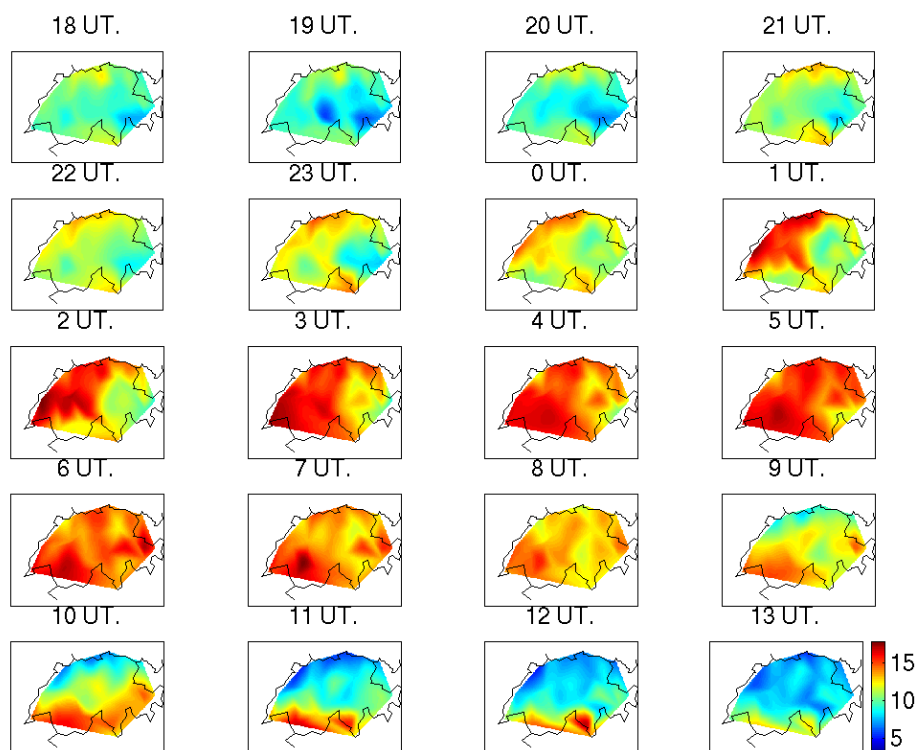 18 UT. 19 UT. 20 UT. 21 UT.
22 UT. 23 UT. 0 UT. 1 UT.
2 UT. 3 UT. 4 UT. 5 UT.
6 UT. 7 UT. 8 UT. 9 UT.
10 UT. 11 UT. 12 UT. 13 UT.
15
10
5